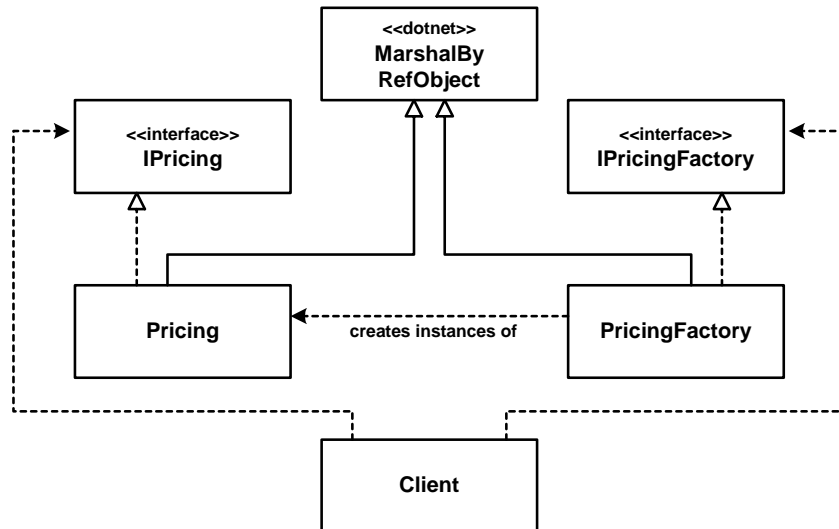 <<dotnet>>
MarshalBy
RefObject
<<interface>>
IPricing
<<interface>>
IPricingFactory
Pricing
creates instances of
PricingFactory
Client